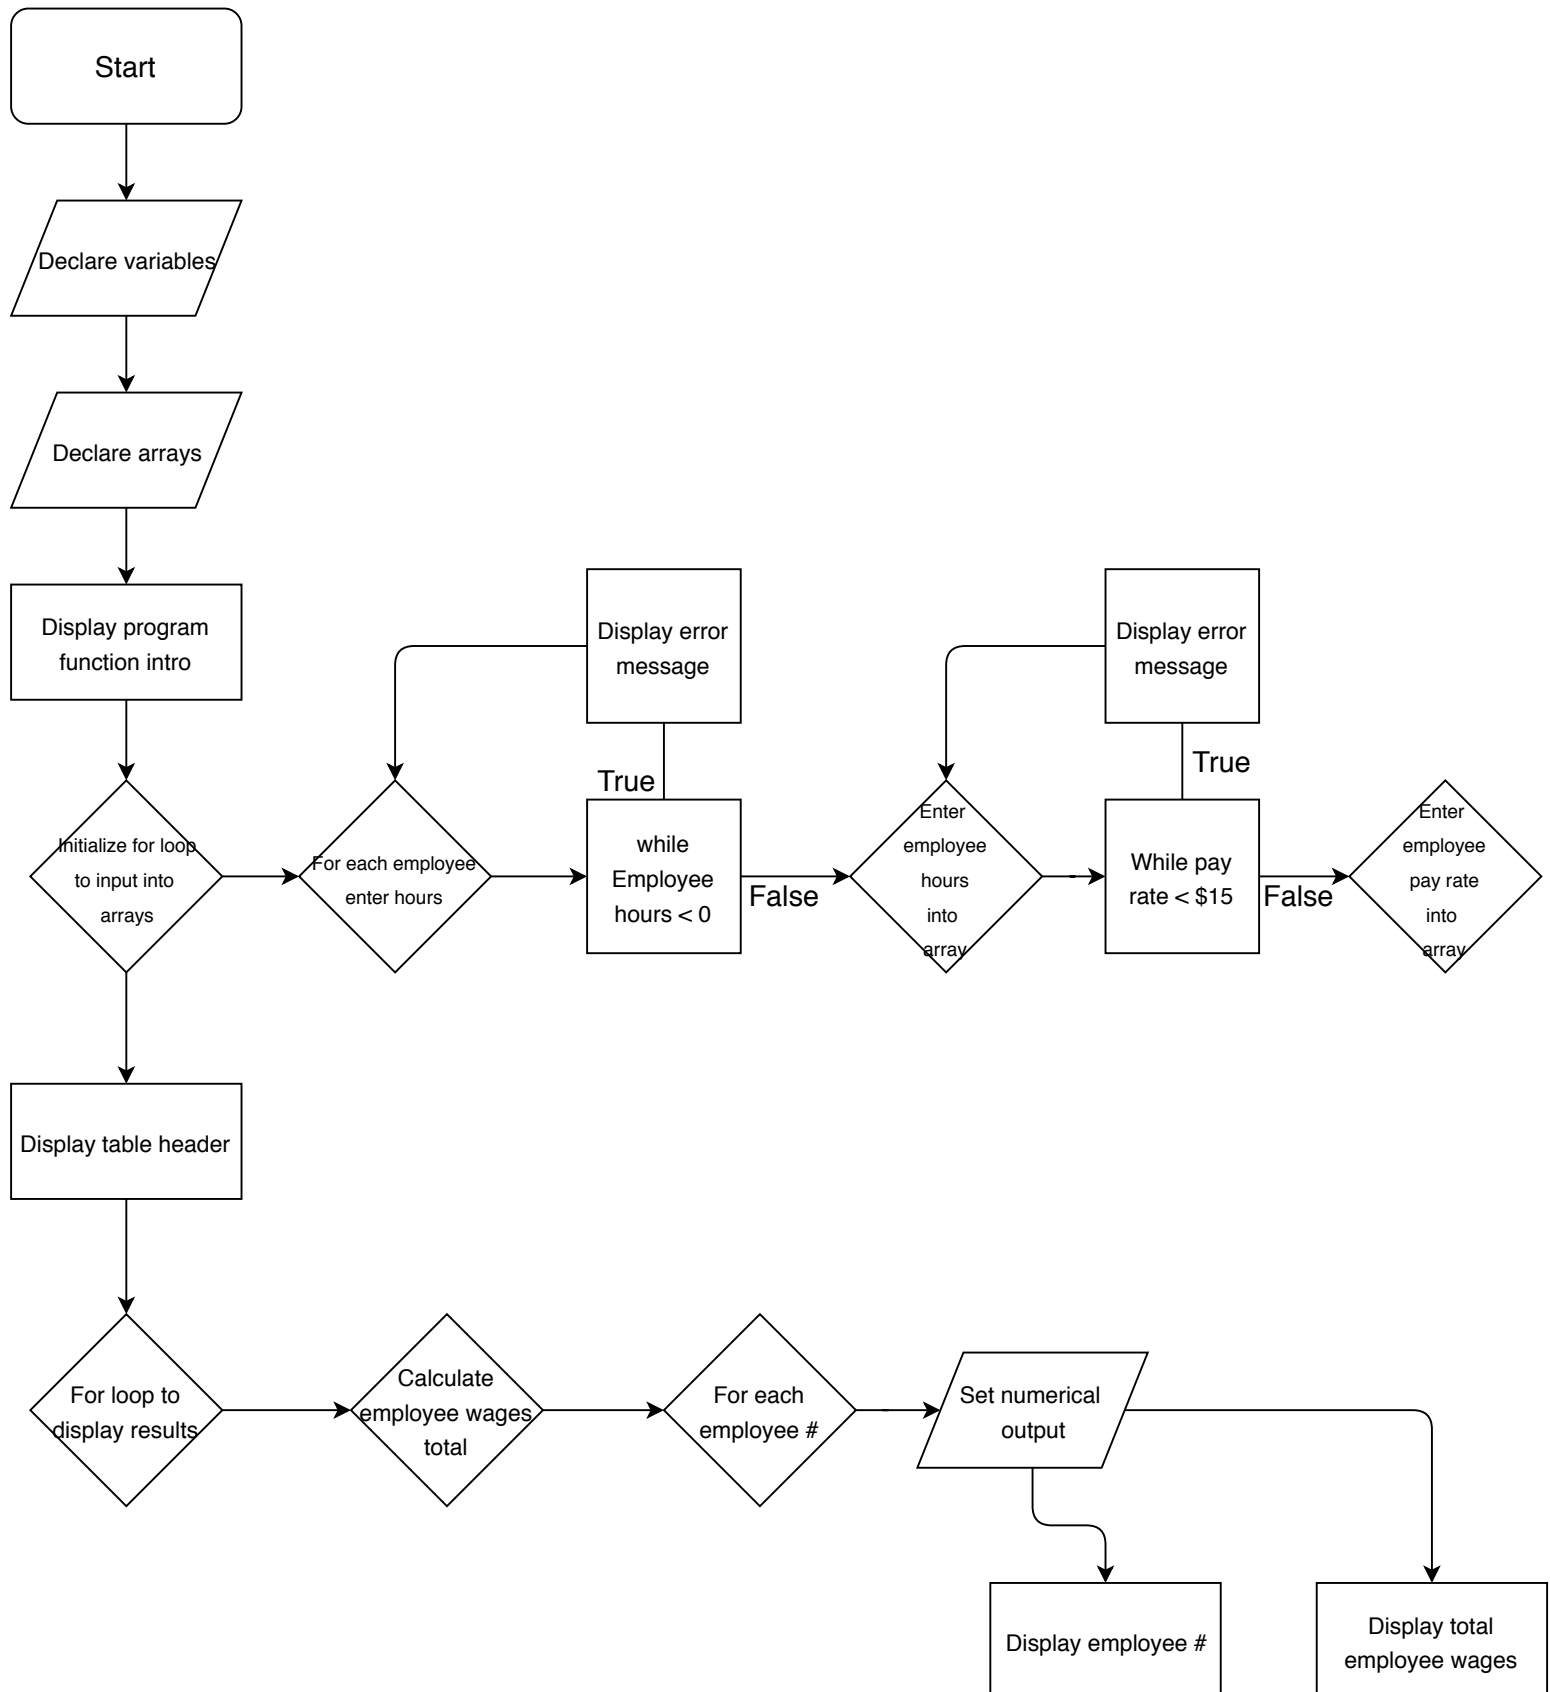 Start
Declare variables
Declare arrays
Display program
function intro
Display error
message
Display error
message
True
True
Initialize for loop
to input into
arrays
For each employee
enter hours
while
Employee
hours < 0
False
Enter
employee
hours
into
array
While pay
rate < $15
False
Enter
employee
pay rate
into
array
Display table header
For loop to
display results
Calculate
employee wages
total
For each
employee #
Set numerical
output
Display employee #
Display total
employee wages